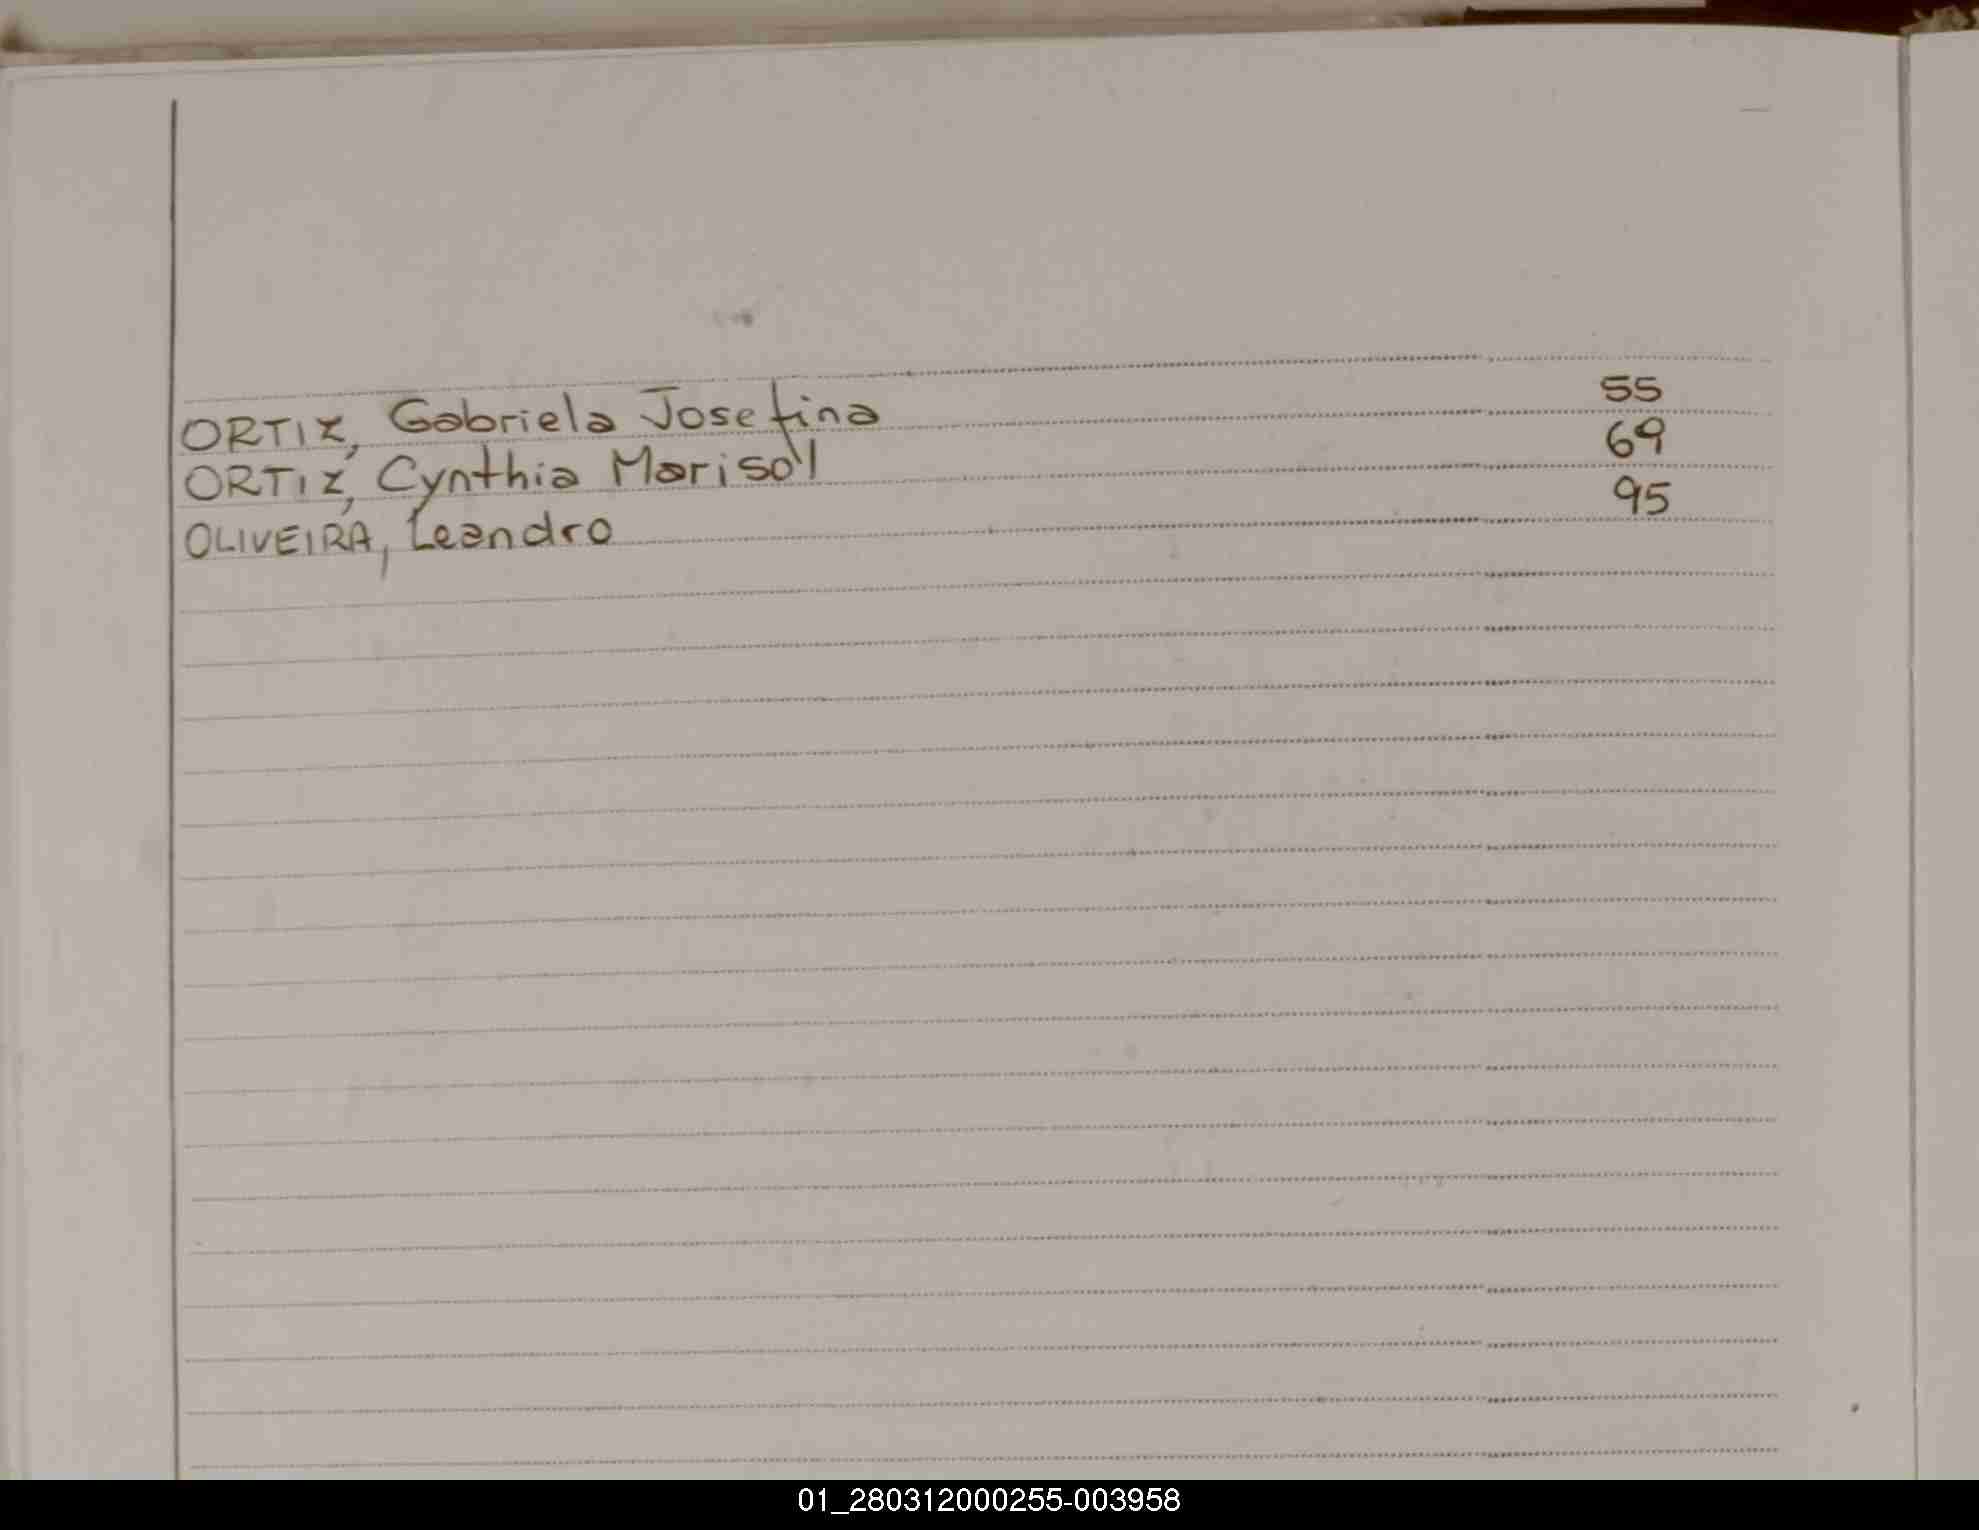 ORTIZ, Gabriela Josefina 55
ORTIZ, Cynthia Marisol 69
OLIVEIRA, Leandro 95
01_280312000255-003958